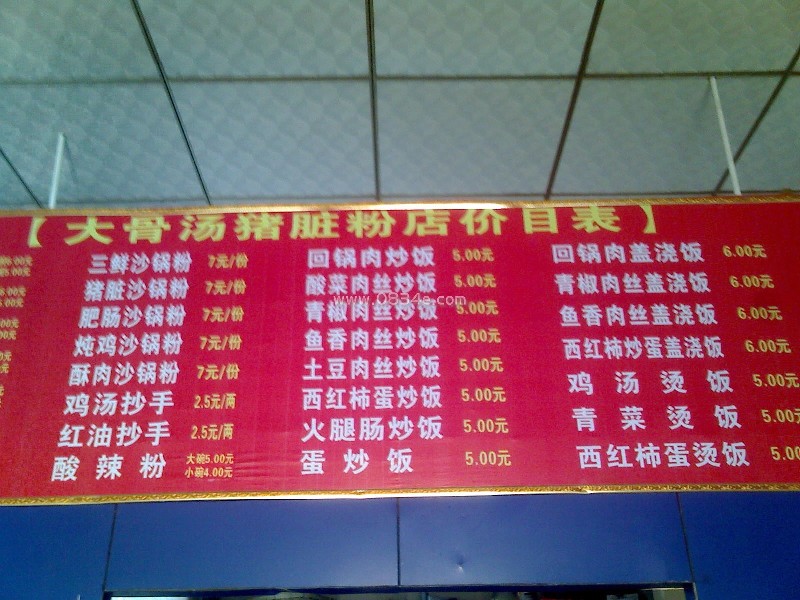 【大骨汤猪脏粉店价目表】
三鲜沙锅粉 7元/份
猪脏沙锅粉 7元/份
肥肠沙锅粉 7元/份
炖鸡沙锅粉 7元/份
酥肉沙锅粉 7元/份
鸡汤抄手 2.5元/两
红油抄手 2.5元/两
酸辣粉 大碗5.00元
小碗4.00元
回锅肉炒饭 5.00元
酸菜肉丝炒饭 5.00元
青椒肉丝炒饭 5.00元
鱼香肉丝炒饭 5.00元
土豆肉丝炒饭 5.00元
西红柿蛋炒饭 5.00元
火腿肠炒饭 5.00元
蛋炒饭 5.00元
回锅肉盖浇饭 6.00元
青椒肉丝盖浇饭 6.00元
鱼香肉丝盖浇饭 6.00元
西红柿炒蛋盖浇饭 6.00元
鸡汤烫饭 5.00元
青菜烫饭 5.00元
西红柿蛋烫饭 5.00
www.0834e.com